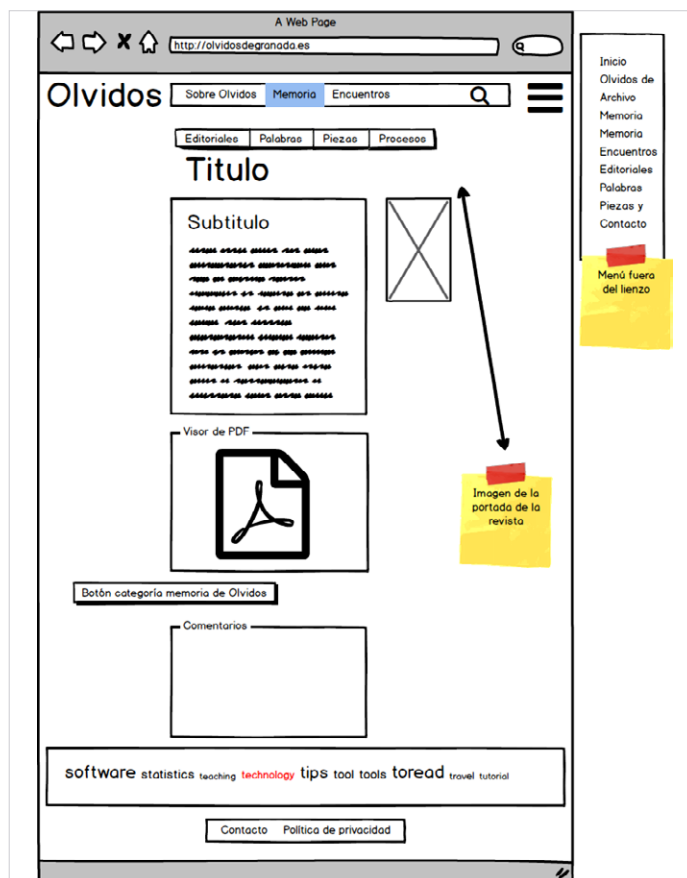 A Web Page
http://olvidosdegranada.es
Olvidos
Sobre Olvidos Memoria Encuentros
Editoriales Palabras Piezas Procesos
Titulo
Subtitulo
Visor de PDF
Botón categoría memoria de Olvidos
Comentarios
software statistics teaching technology tips tool tools toread travel tutorial
Contacto Política de privacidad
Inicio
Olvidos de
Archivo
Memoria
Memoria
Encuentros
Editoriales
Palabras
Piezas y
Contacto
Menú fuera
del lienzo
Imagen de la
portada de la
revista